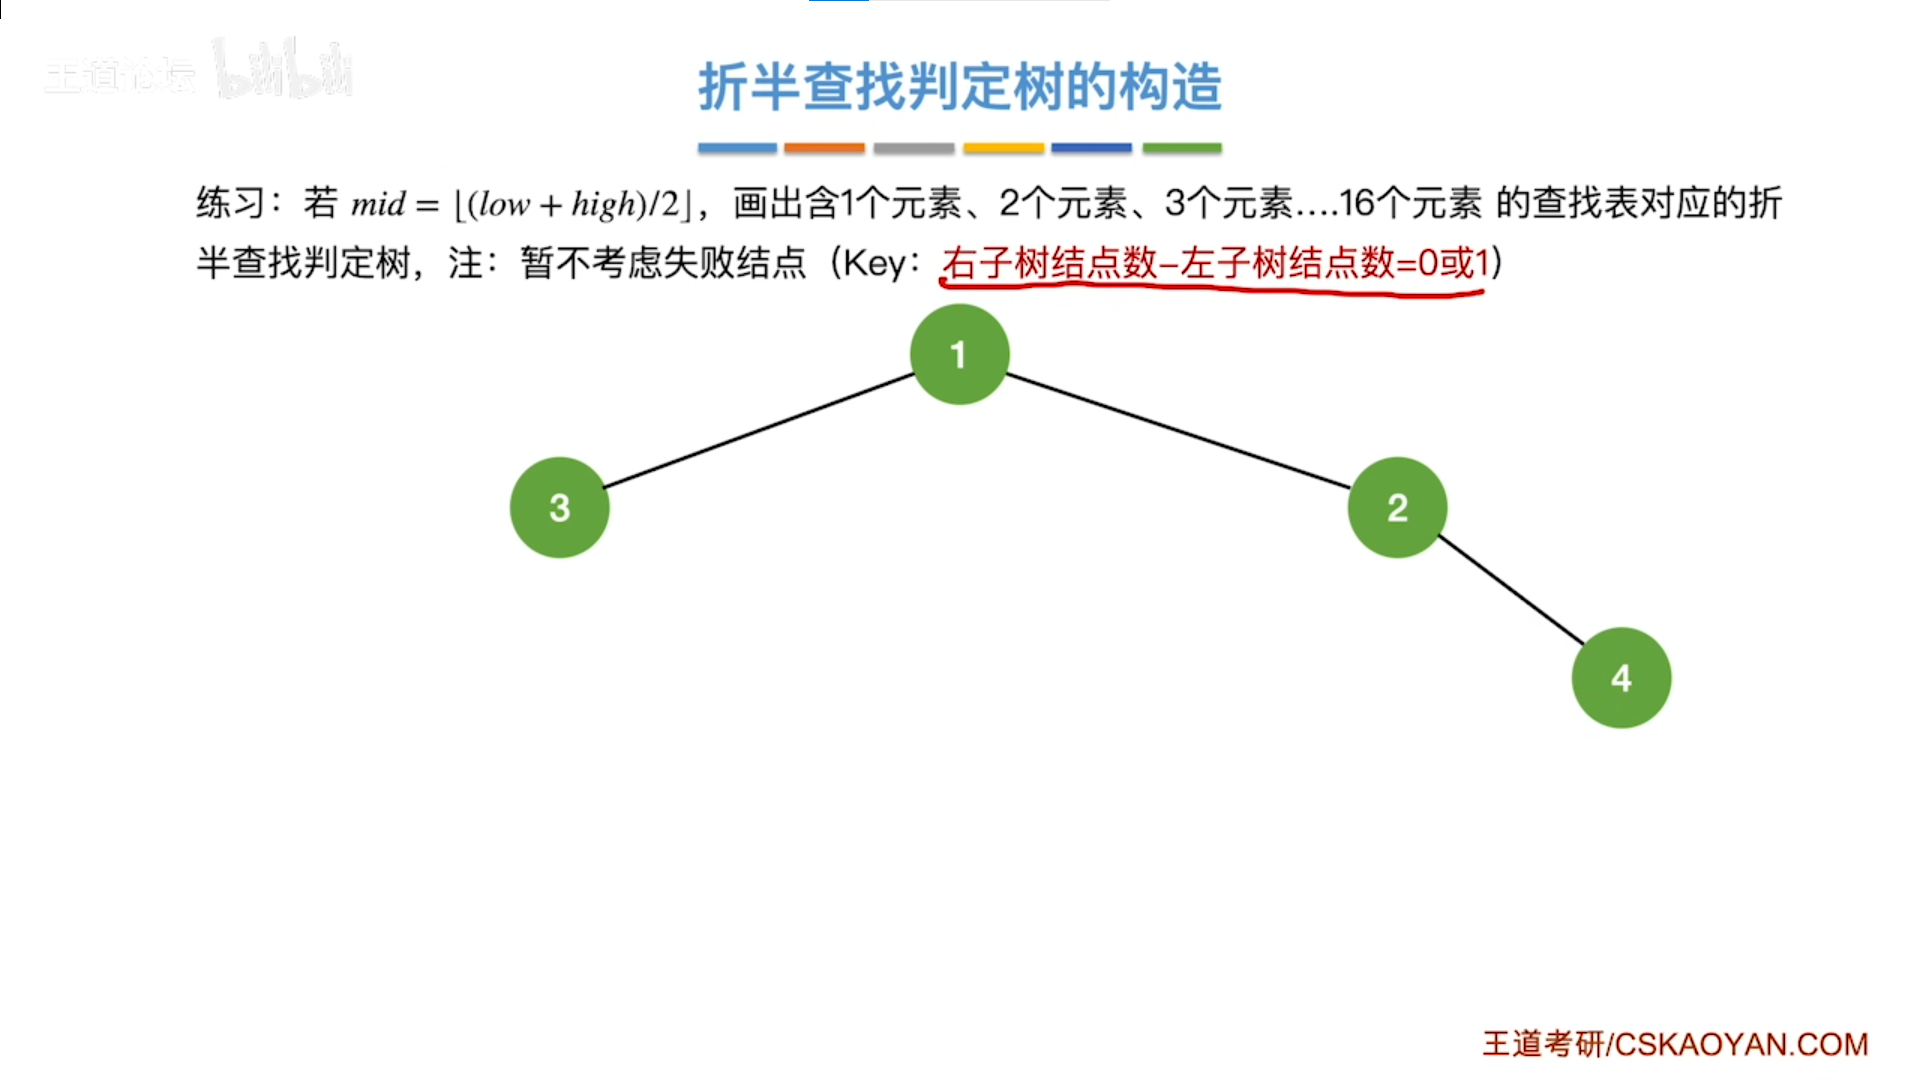 王道论坛 bilibili
折半查找判定树的构造
练习：若 mid = ⌊(low + high)/2⌋，画出含1个元素、2个元素、3个元素....16个元素 的查找表对应的折
半查找判定树，注：暂不考虑失败结点（Key：右子树结点数–左子树结点数=0或1）
1
3
2
4
王道考研/CSKAOYAN.COM